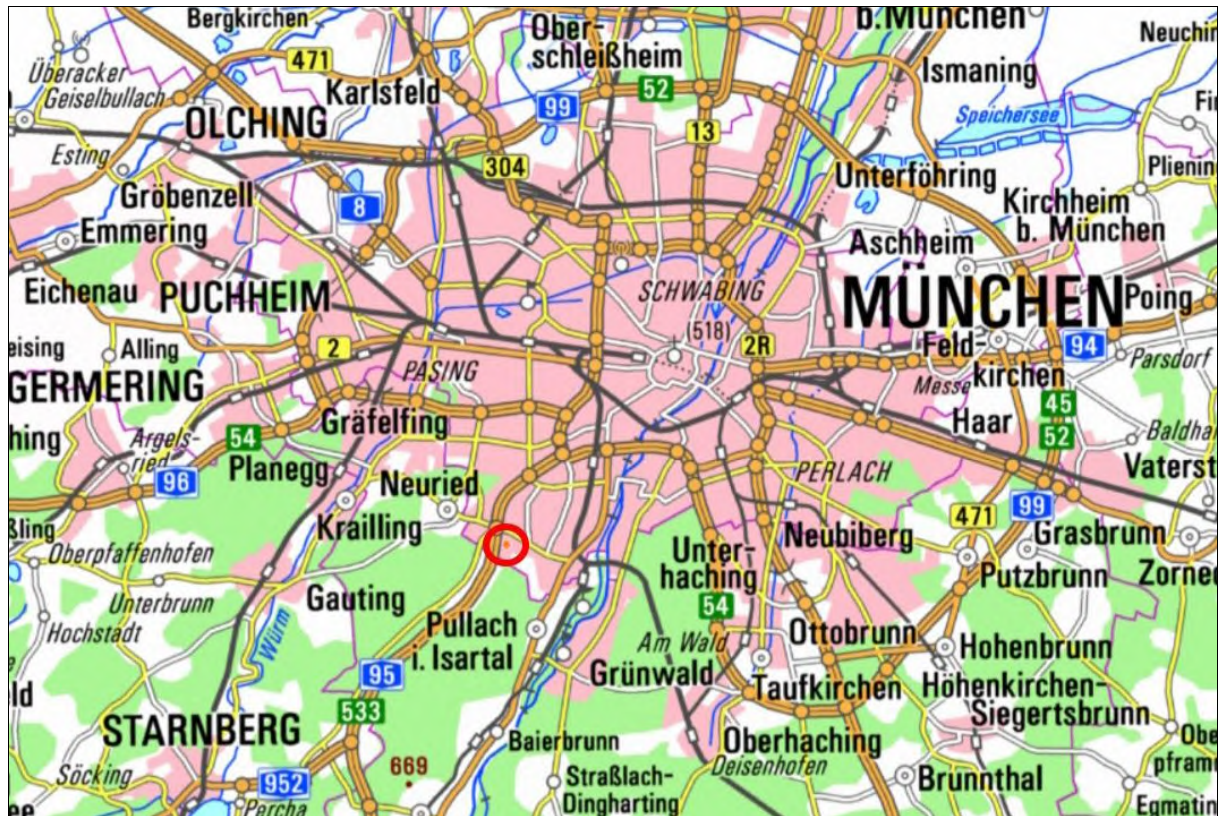 Bergkirchen
Ober-
schleißheim
b.München
Neuchin
Überacker
Geiselbullach
471
Karlsfeld
99
52
Ismaning
OLCHING
13
Speichersee
Esting
304
Unterföhring
Plienin
Gröbenzell
8
Kirchheim
b. München
Emmering
Aschheim
SCHWABING
MÜNCHEN
Eichenau
PUCHHEIM
Poing
(518)
2
2R
Feld-
kirchen
94
Alling
PASING
Messe
Parsdorf
GERMERING
Gräfelfing
Haar
45
52
Argels-
ried
54
Planegg
PERLACH
96
Neuried
Vaterst
Krailling
471
99
Oberpfaffenhofen
Unter-
haching
Neubiberg
Grasbrunn
Putzbrunn
Unterbrunn
Gauting
54
Hochstadt
Würm
Pullach
i. Isartal
Am Wald
Ottobrunn
Hohenbrunn
95
Grünwald
Taufkirchen
Höhenkirchen-
Siegertsbrunn
533
STARNBERG
Baierbrunn
Oberhaching
Deisenhofen
Söcking
952
669
Straßlach-
Dingharting
Brunnthal
Percha